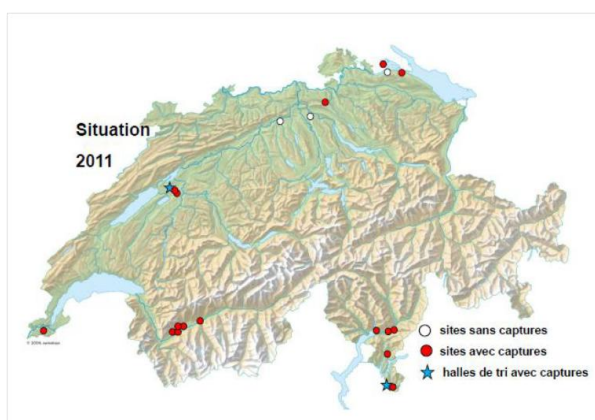 Situation
2011
sites sans captures
sites avec captures
halles de tri avec captures